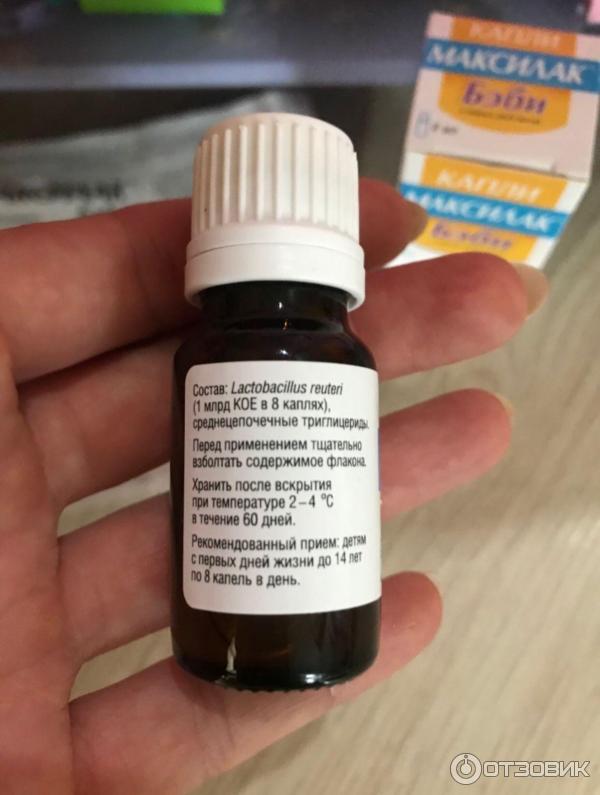 КАПЛИ
МАКСИЛАК
Бэби
КАПЛИ
МАКСИЛАК
Бэби
Состав: Lactobacillus reuteri
(1 млрд КОЕ в 8 каплях),
среднецепочечные триглицериды.
Перед применением тщательно
взболтать содержимое флакона.
Хранить после вскрытия
при температуре 2–4 °С
в течение 60 дней.
Рекомендованный прием: детям
с первых дней жизни до 14 лет
по 8 капель в день.
ОТЗОВИК